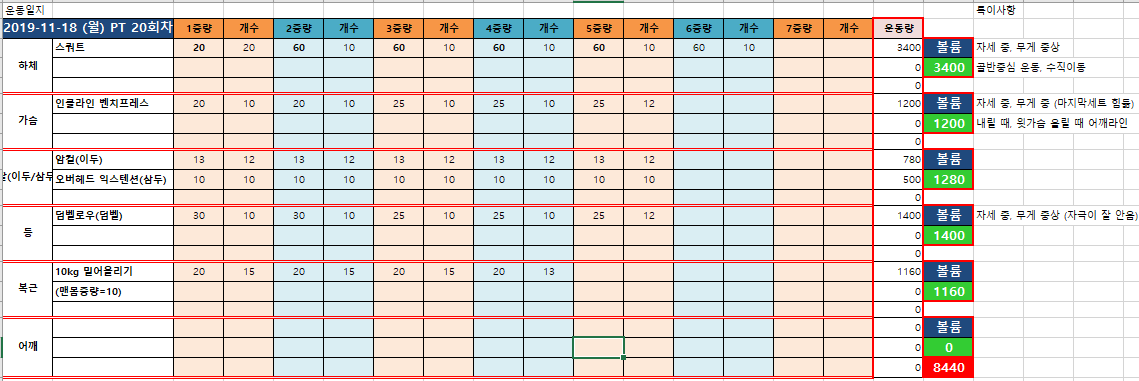 운동일지 특이사항
2019-11-18 (월) PT 20회차 1중량 개수 2중량 개수 3중량 개수 4중량 개수 5중량 개수 6중량 개수 7중량 개수 운동량
스쿼트 20 20 60 10 60 10 60 10 60 10 60 10 3400 볼륨 자세 중, 무게 중상
하체 0 3400 골반중심 운동, 수직이동
0
인클라인 벤치프레스 20 10 20 10 25 10 25 10 25 12 1200 볼륨 자세 중, 무게 중 (마지막세트 힘듦)
가슴 0 1200 내릴 때, 윗가슴 올릴 때 어깨라인
0
암컬(이두) 13 12 13 12 13 12 13 12 13 12 780 볼륨
(이두/삼두 오버헤드 익스텐션(삼두) 10 10 10 10 10 10 10 10 10 10 500 1280
0
덤벨로우(덤벨) 30 10 30 10 25 10 25 10 25 12 1400 볼륨 자세 중, 무게 중상 (자극이 잘 안옴)
등 0 1400
0
10kg 밀어올리기 20 15 20 15 20 15 20 13 1160 볼륨
복근 (맨몸중량=10) 0 1160
0
0 볼륨
어깨 0 0
0 8440